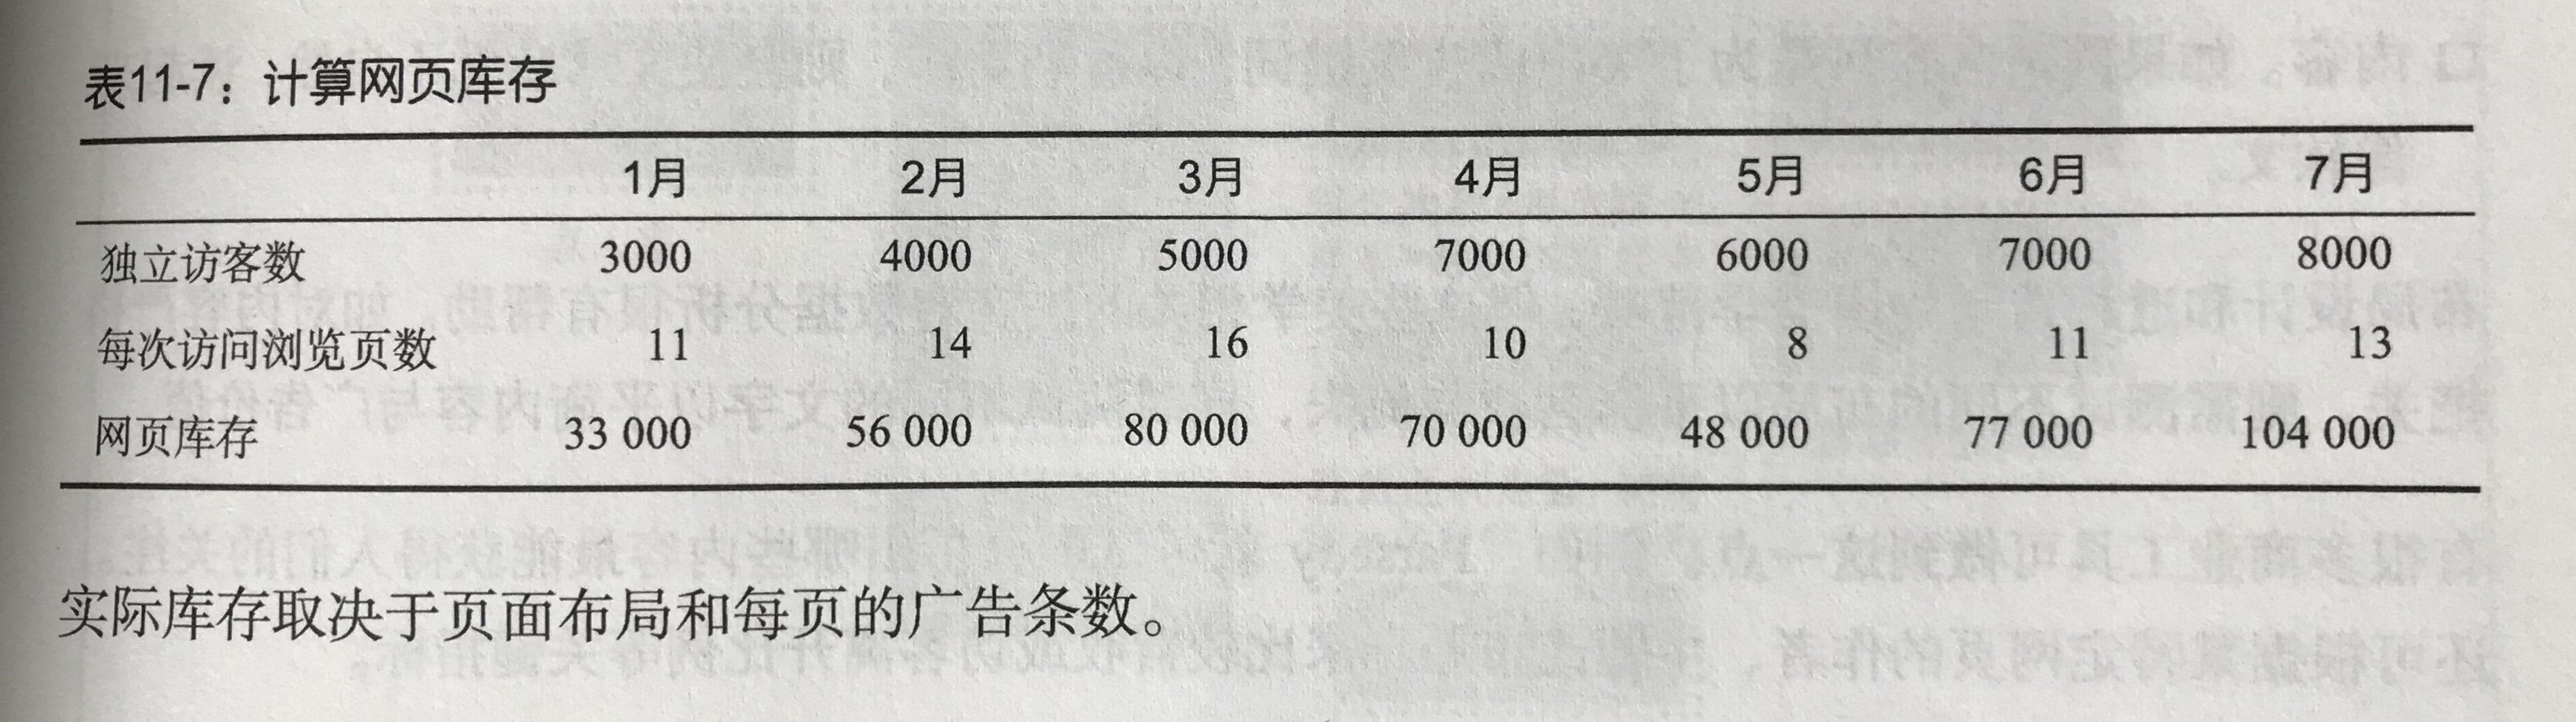 表11-7：计算网页库存
1月 2月 3月 4月 5月 6月 7月
独立访客数 3000 4000 5000 7000 6000 7000 8000
每次访问浏览页数 11 14 16 10 8 11 13
网页库存 33 000 56 000 80 000 70 000 48 000 77 000 104 000
实际库存取决于页面布局和每页的广告条数。